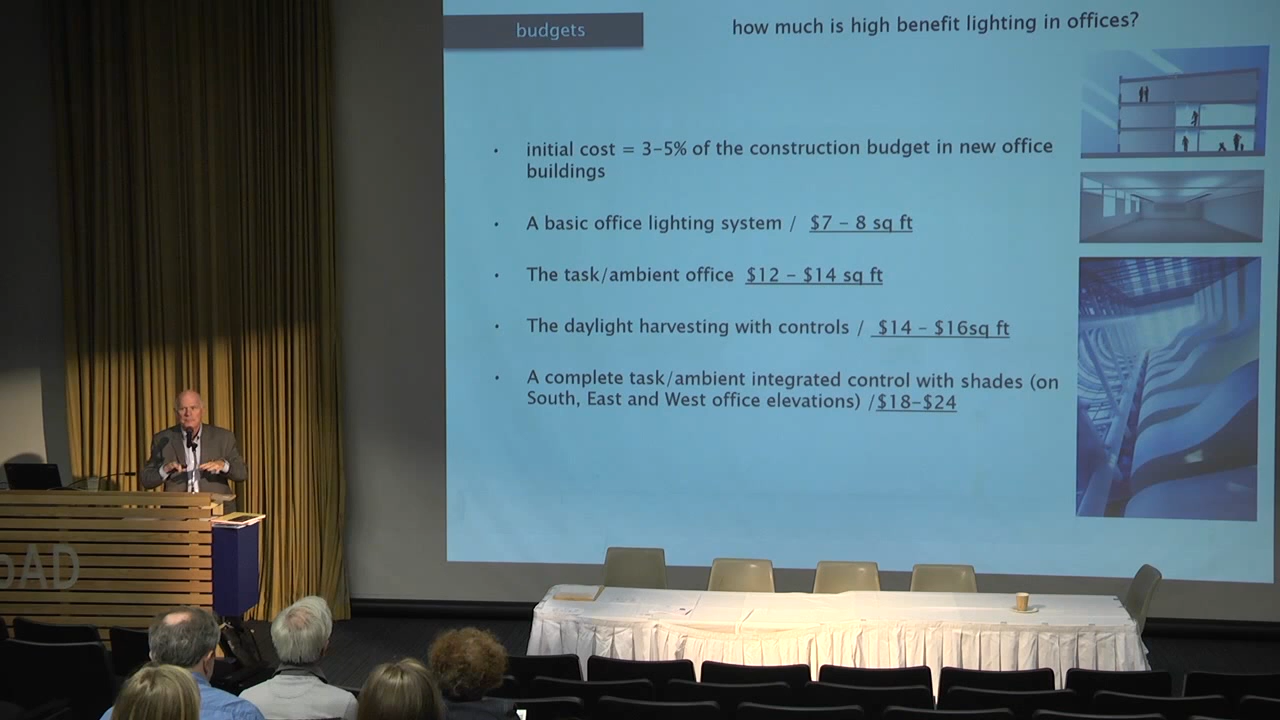 budgets
how much is high benefit lighting in offices?
• initial cost = 3-5% of the construction budget in new office
buildings
• A basic office lighting system / $7 – 8 sq ft
• The task/ambient office $12 – $14 sq ft
• The daylight harvesting with controls / $14 – $16sq ft
• A complete task/ambient integrated control with shades (on
South, East and West office elevations) /$18–$24
oAD